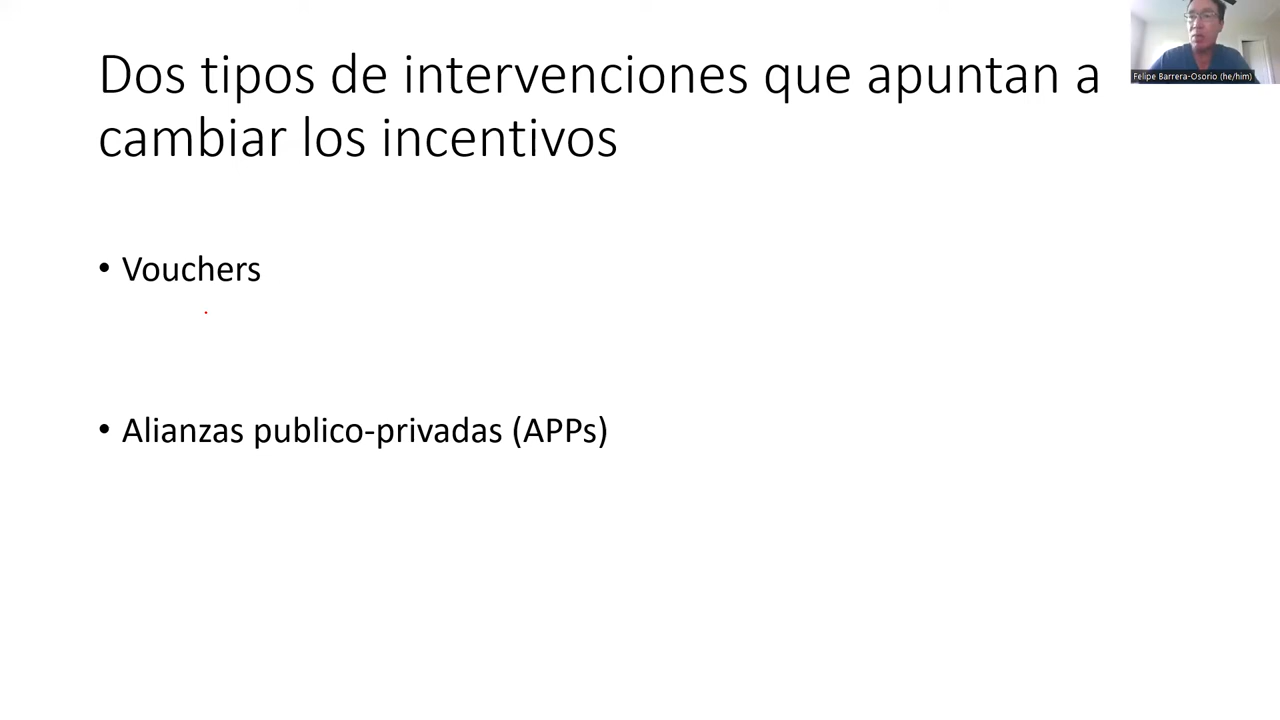 Dos tipos de intervenciones que apuntan a
cambiar los incentivos
Felipe Barrera-Osorio (he/him)
• Vouchers
• Alianzas publico-privadas (APPs)